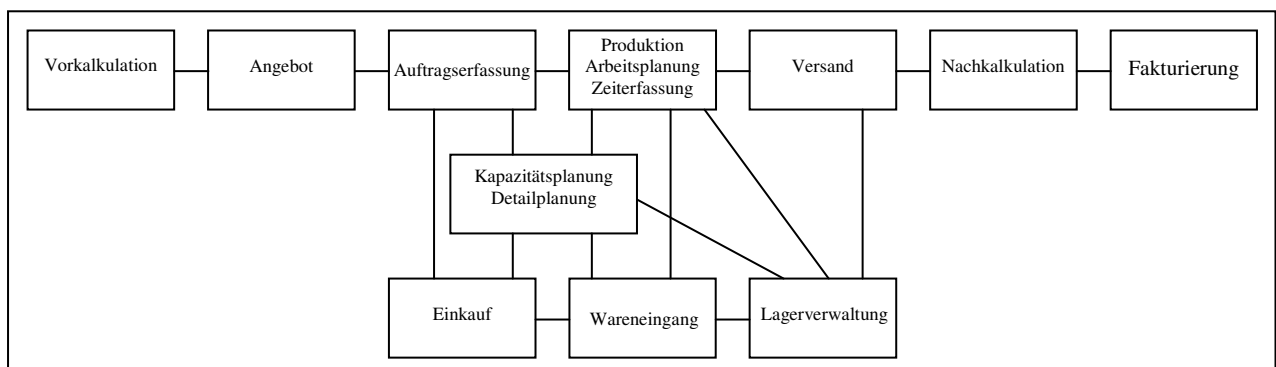 Vorkalkulation
Angebot
Auftragserfassung
Produktion
Arbeitsplanung
Zeiterfassung
Versand
Nachkalkulation
Fakturierung
Kapazitätsplanung
Detailplanung
Einkauf
Wareneingang
Lagerverwaltung